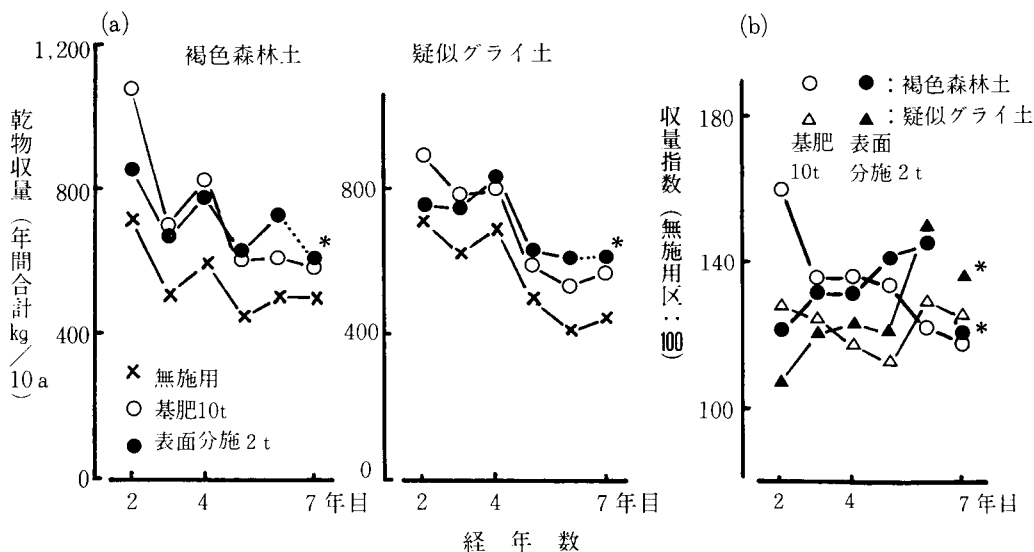 (a)
褐色森林土
疑似グライ土
1,200
800
400
0
乾物収量(年間合計kg/10a)
×無施用
○基肥10t
●表面分施2t
*
2 4 7年目
800
400
0
*
2 4 7年目
経年数
(b)
○ ●:褐色森林土
△ ▲:疑似グライ土
基肥 表面
10t 分施2t
180
140
100
収量指数(無施用区:100)
*
*
2 4 7年目